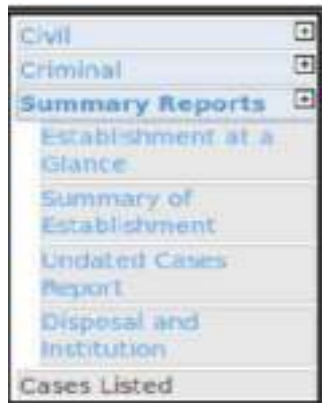 Civil
Criminal
Summary Reports
Establishment at a
Glance
Summary of
Establishment
Undated Cases
Report
Disposal and
Institution
Cases Listed